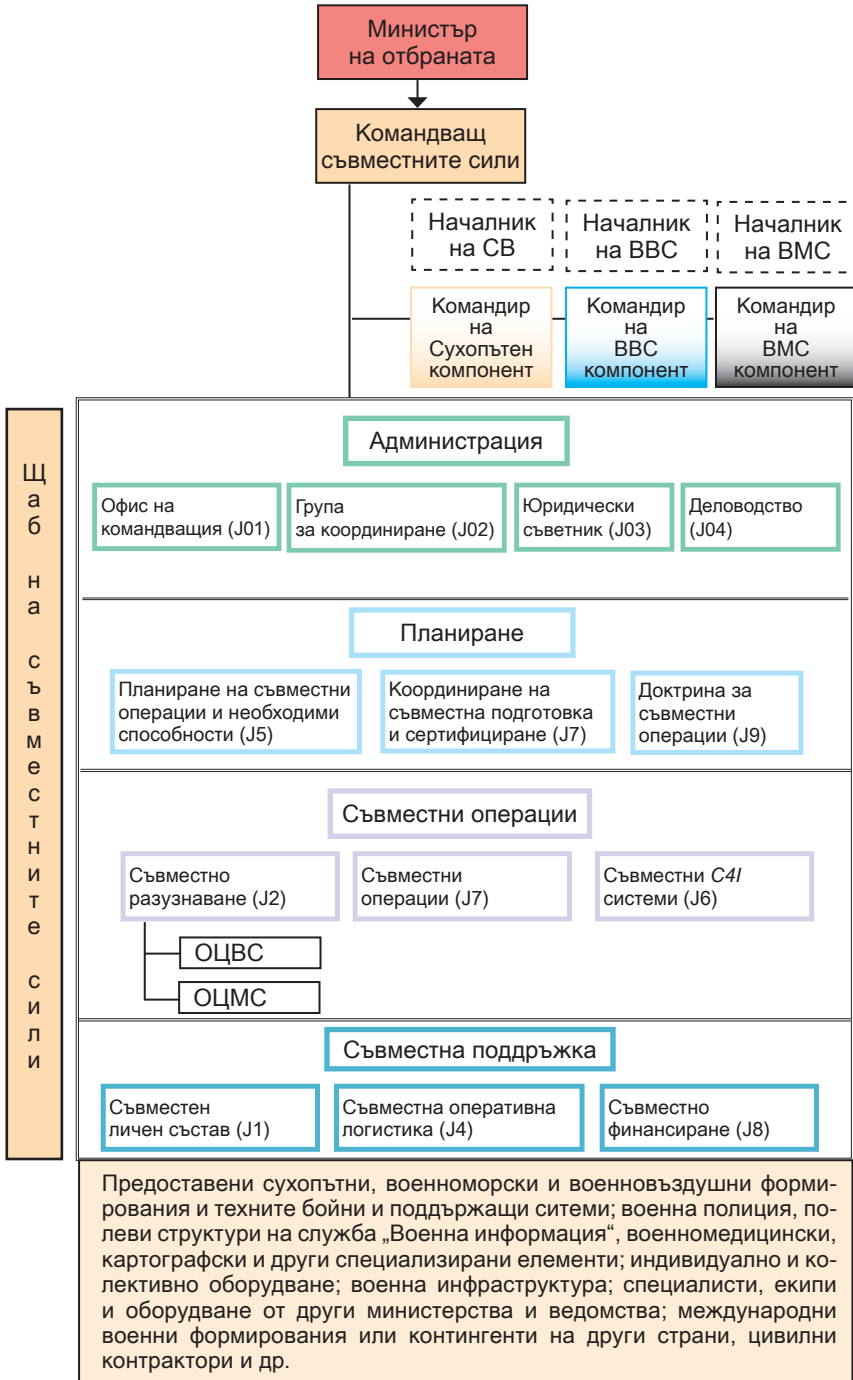 Министър
на отбраната
Командващ
съвместните сили
Началник
на СВ
Началник
на ВВС
Началник
на ВМС
Командир
на
Сухопътен
компонент
Командир
на
ВВС
компонент
Командир
на
ВМС
компонент
Щаб на съвместните сили
Администрация
Офис на
командващия (J01)
Група
за координиране (J02)
Юридически
съветник (J03)
Деловодство
(J04)
Планиране
Планиране на съвместни
операции и необходими
способности (J5)
Координиране на
съвместна подготовка
и сертифициране (J7)
Доктрина за
съвместни
операции (J9)
Съвместни операции
Съвместно
разузнаване (J2)
Съвместни
операции (J7)
Съвместни C4I
системи (J6)
ОЦВС
ОЦМС
Съвместна поддръжка
Съвместен
личен състав (J1)
Съвместна оперативна
логистика (J4)
Съвместно
финансиране (J8)
Предоставени сухопътни, военноморски и военновъздушни форми-
рования и техните бойни и поддържащи ситеми; военна полиция, по-
леви структури на служба „Военна информация“, военномедицински,
картографски и други специализирани елементи; индивидуално и ко-
лективно оборудване; военна инфраструктура; специалисти, екипи
и оборудване от други министерства и ведомства; международни
военни формирования или контингенти на други страни, цивилни
контрактори и др.